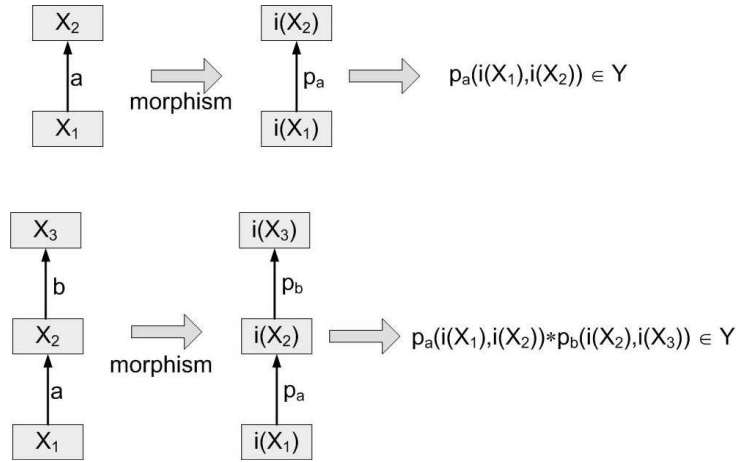 X₂ i(X₂)
a pₐ pₐ(i(X₁),i(X₂)) ∈ Y
morphism
X₁ i(X₁)
X₃ i(X₃)
b p_b
X₂ i(X₂) pₐ(i(X₁),i(X₂))*p_b(i(X₂),i(X₃)) ∈ Y
morphism
a pₐ
X₁ i(X₁)